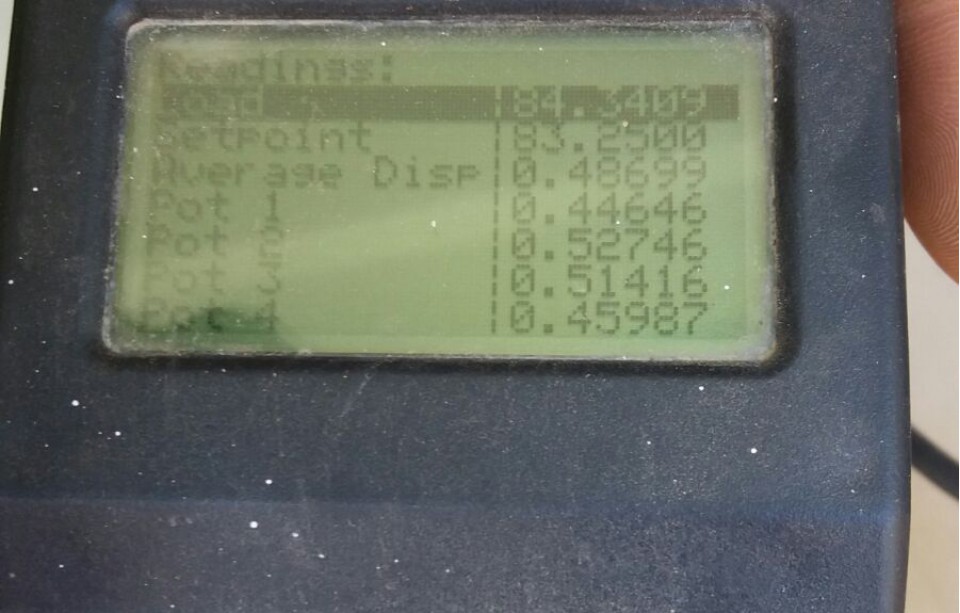 Readings:
Load |84.3409
Setpoint |83.2500
Average Disp|0.48699
Pot 1 |0.44646
Pot 2 |0.52746
Pot 3 |0.51416
Pot 4 |0.45987